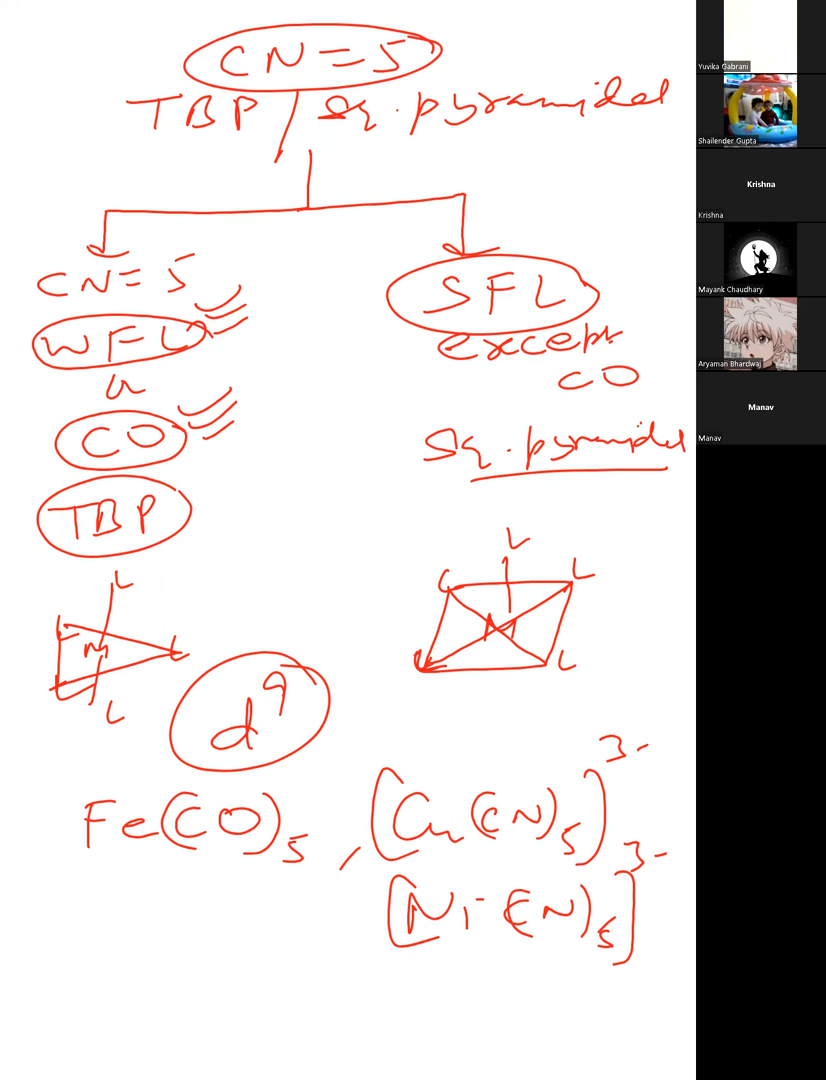 CN = 5
TBP / Sq. pyramidal
CN = 5
WFL
CO
TBP
SFL
except
CO
Sq. pyramidal
L
L
L
M
L
L
L
M
L
L
d9
Fe(CO)5 , [Cu(CN)5]3-
[Ni(CN)5]3-
Yuvika Gabrani
Shailender Gupta
Krishna
Krishna
Mayank Chaudhary
Aryaman Bhardwaj
Manav
Manav